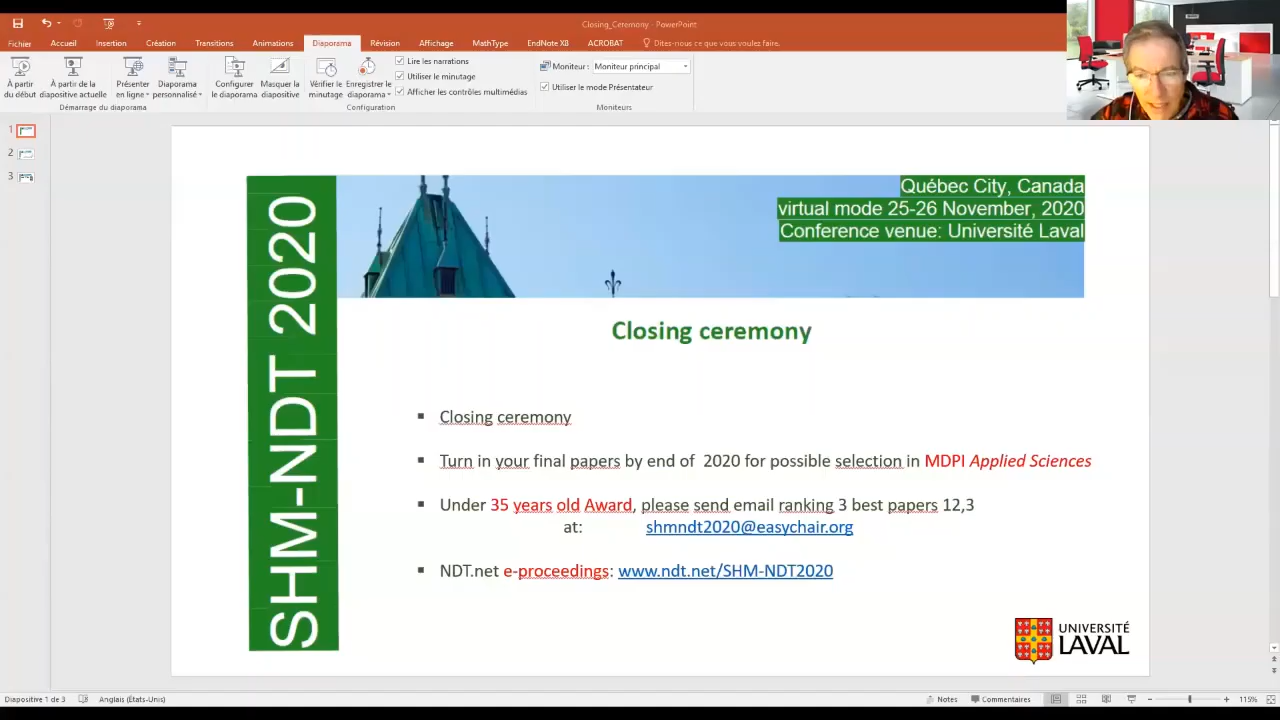 Closing_Ceremony - PowerPoint
Fichier Accueil Insertion Création Transitions Animations Diaporama Révision Affichage MathType EndNote X8 ACROBAT Dites-nous ce que vous voulez faire.
À partir du début
À partir de la diapositive actuelle
Présenter en ligne
Diaporama personnalisé
Démarrage du diaporama
Configurer le diaporama
Masquer la diapositive
Vérifier le minutage
Enregistrer le diaporama
Lire les narrations
Utiliser le minutage
Afficher les contrôles multimédias
Configuration
Moniteur : Moniteur principal
Utiliser le mode Présentateur
Moniteurs
1
2
3
SHM-NDT 2020
Québec City, Canada
virtual mode 25-26 November, 2020
Conference venue: Université Laval
Closing ceremony
▪ Closing ceremony
▪ Turn in your final papers by end of 2020 for possible selection in MDPI Applied Sciences
▪ Under 35 years old Award, please send email ranking 3 best papers 12,3
at: shmndt2020@easychair.org
▪ NDT.net e-proceedings: www.ndt.net/SHM-NDT2020
UNIVERSITÉ
LAVAL
Diapositive 1 de 3 Anglais (États-Unis) Notes Commentaires 115%